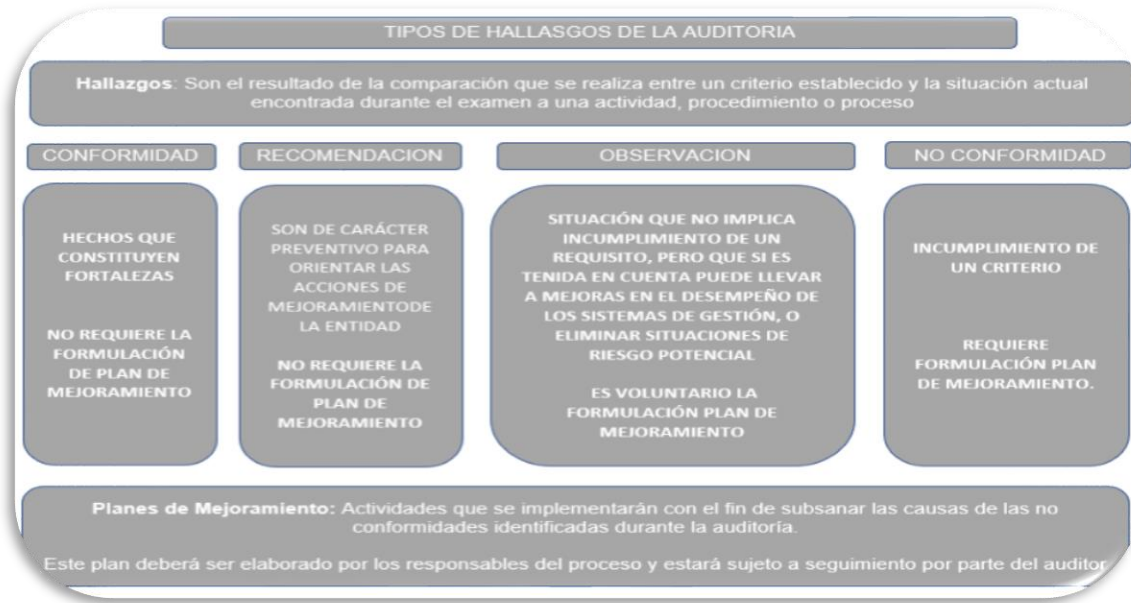 TIPOS DE HALLASGOS DE LA AUDITORIA
Hallazgos: Son el resultado de la comparación que se realiza entre un criterio establecido y la situación actual
encontrada durante el examen a una actividad, procedimiento o proceso
CONFORMIDAD
HECHOS QUE
CONSTITUYEN
FORTALEZAS
NO REQUIERE LA
FORMULACIÓN
DE PLAN DE
MEJORAMIENTO
RECOMENDACION
SON DE CARÁCTER
PREVENTIVO PARA
ORIENTAR LAS
ACCIONES DE
MEJORAMIENTODE
LA ENTIDAD
NO REQUIERE LA
FORMULACIÓN DE
PLAN DE
MEJORAMIENTO
OBSERVACION
SITUACIÓN QUE NO IMPLICA
INCUMPLIMIENTO DE UN
REQUISITO, PERO QUE SI ES
TENIDA EN CUENTA PUEDE LLEVAR
A MEJORAS EN EL DESEMPEÑO DE
LOS SISTEMAS DE GESTIÓN, O
ELIMINAR SITUACIONES DE
RIESGO POTENCIAL
ES VOLUNTARIO LA
FORMULACIÓN PLAN DE
MEJORAMIENTO
NO CONFORMIDAD
INCUMPLIMIENTO DE
UN CRITERIO
REQUIERE
FORMULACIÓN PLAN
DE MEJORAMIENTO.
Planes de Mejoramiento: Actividades que se implementarán con el fin de subsanar las causas de las no
conformidades identificadas durante la auditoría.
Este plan deberá ser elaborado por los responsables del proceso y estará sujeto a seguimiento por parte del auditor